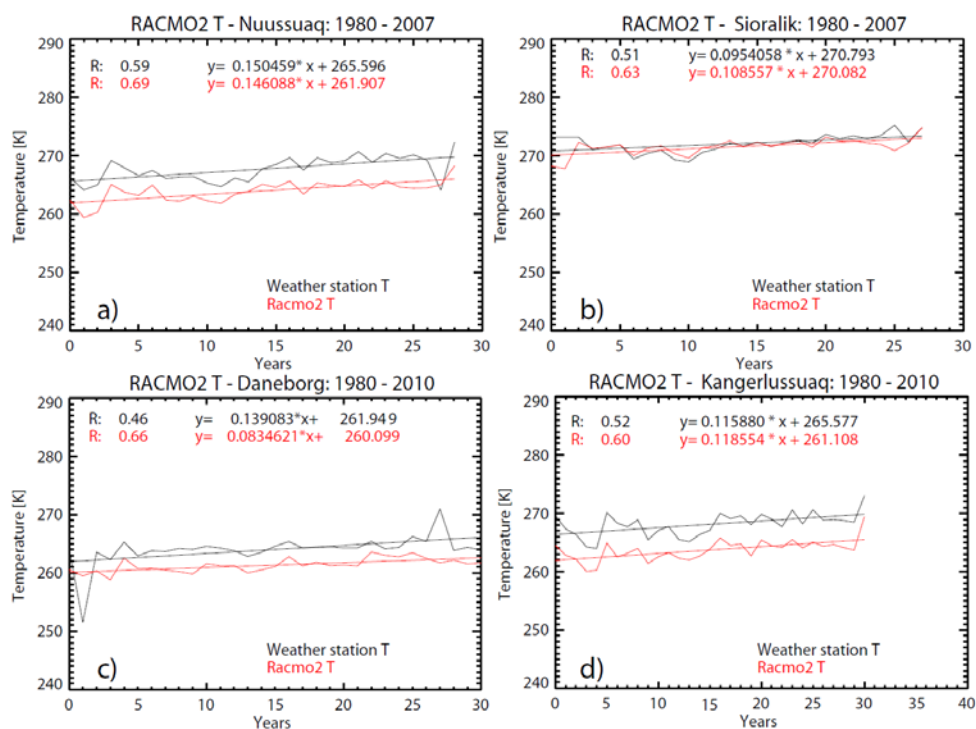 RACMO2 T - Nuussuaq: 1980 - 2007
290
280
270
260
250
240
Temperature [K]
R: 0.59 y= 0.150459* x + 265.596
R: 0.69 y= 0.146088* x + 261.907
Weather station T
Racmo2 T
a)
0 5 10 15 20 25 30
Years
RACMO2 T - Sioralik: 1980 - 2007
290
280
270
260
250
240
Temperature [K]
R: 0.51 y= 0.0954058 * x + 270.793
R: 0.63 y= 0.108557* x + 270.082
Weather station T
Racmo2 T
b)
0 5 10 15 20 25 30
Years
RACMO2 T - Daneborg: 1980 - 2010
290
280
270
260
250
240
Temperature [K]
R: 0.46 y= 0.139083*x+ 261.949
R: 0.66 y= 0.0834621*x+ 260.099
Weather station T
Racmo2 T
c)
0 5 10 15 20 25 30
Years
RACMO2 T - Kangerlussuaq: 1980 - 2010
290
280
270
260
250
240
Temperature [K]
R: 0.52 y= 0.115880 * x + 265.577
R: 0.60 y= 0.118554 * x + 261.108
Weather station T
Racmo2 T
d)
0 5 10 15 20 25 30 35 40
Years